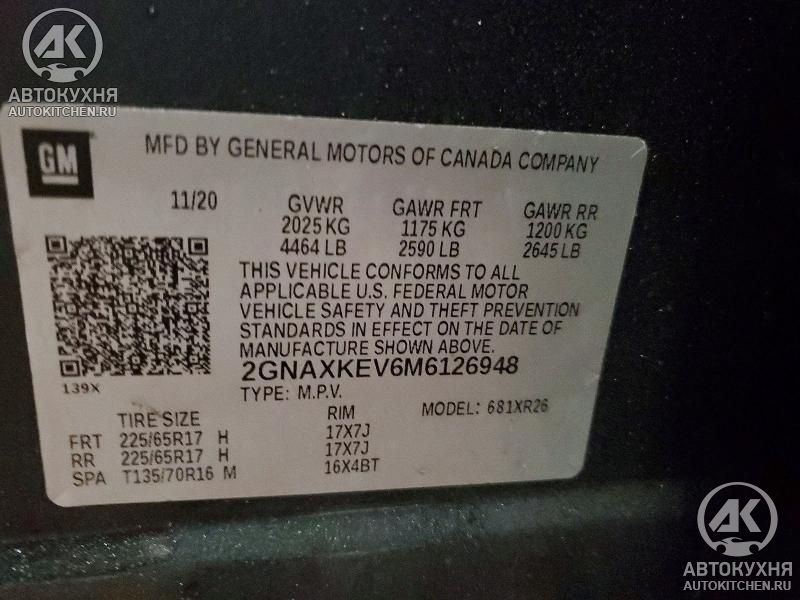 АК
АВТОКУХНЯ
AUTOKITCHEN.RU
GM
MFD BY GENERAL MOTORS OF CANADA COMPANY
11/20 GVWR GAWR FRT GAWR RR
2025 KG 1175 KG 1200 KG
4464 LB 2590 LB 2645 LB
THIS VEHICLE CONFORMS TO ALL
APPLICABLE U.S. FEDERAL MOTOR
VEHICLE SAFETY AND THEFT PREVENTION
STANDARDS IN EFFECT ON THE DATE OF
MANUFACTURE SHOWN ABOVE.
139X
2GNAXKEV6M6126948
TYPE: M.P.V. MODEL: 681XR26
TIRE SIZE RIM
FRT 225/65R17 H 17X7J
RR 225/65R17 H 17X7J
SPA T135/70R16 M 16X4BT
АК
АВТОКУХНЯ
AUTOKITCHEN.RU